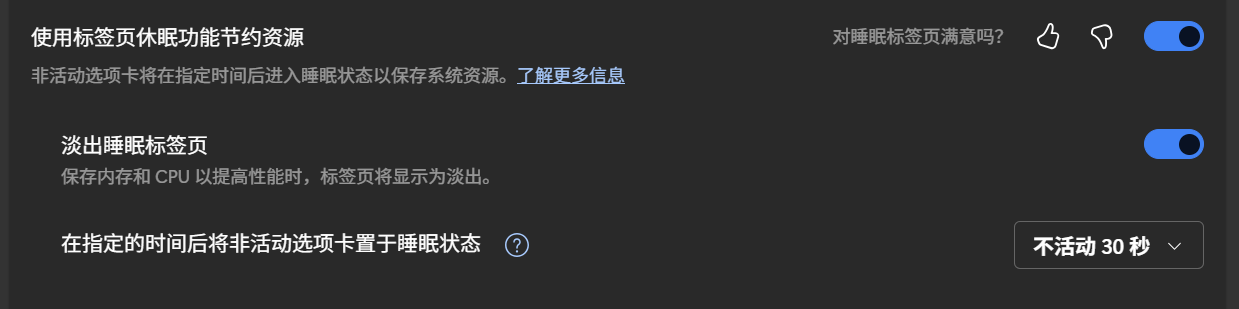 使用标签页休眠功能节约资源
对睡眠标签页满意吗？
非活动选项卡将在指定时间后进入睡眠状态以保存系统资源。了解更多信息
淡出睡眠标签页
保存内存和 CPU 以提高性能时，标签页将显示为淡出。
在指定的时间后将非活动选项卡置于睡眠状态
不活动 30 秒